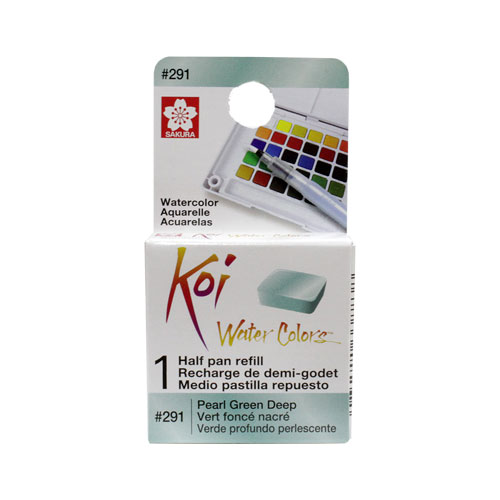 #291
SAKURA
Watercolor
Aquarelle
Acuarelas
Koi
Water Colors
1 Half pan refill
Recharge de demi-godet
Medio pastilla repuesto
#291 Pearl Green Deep
Vert foncé nacré
Verde profundo perlescente